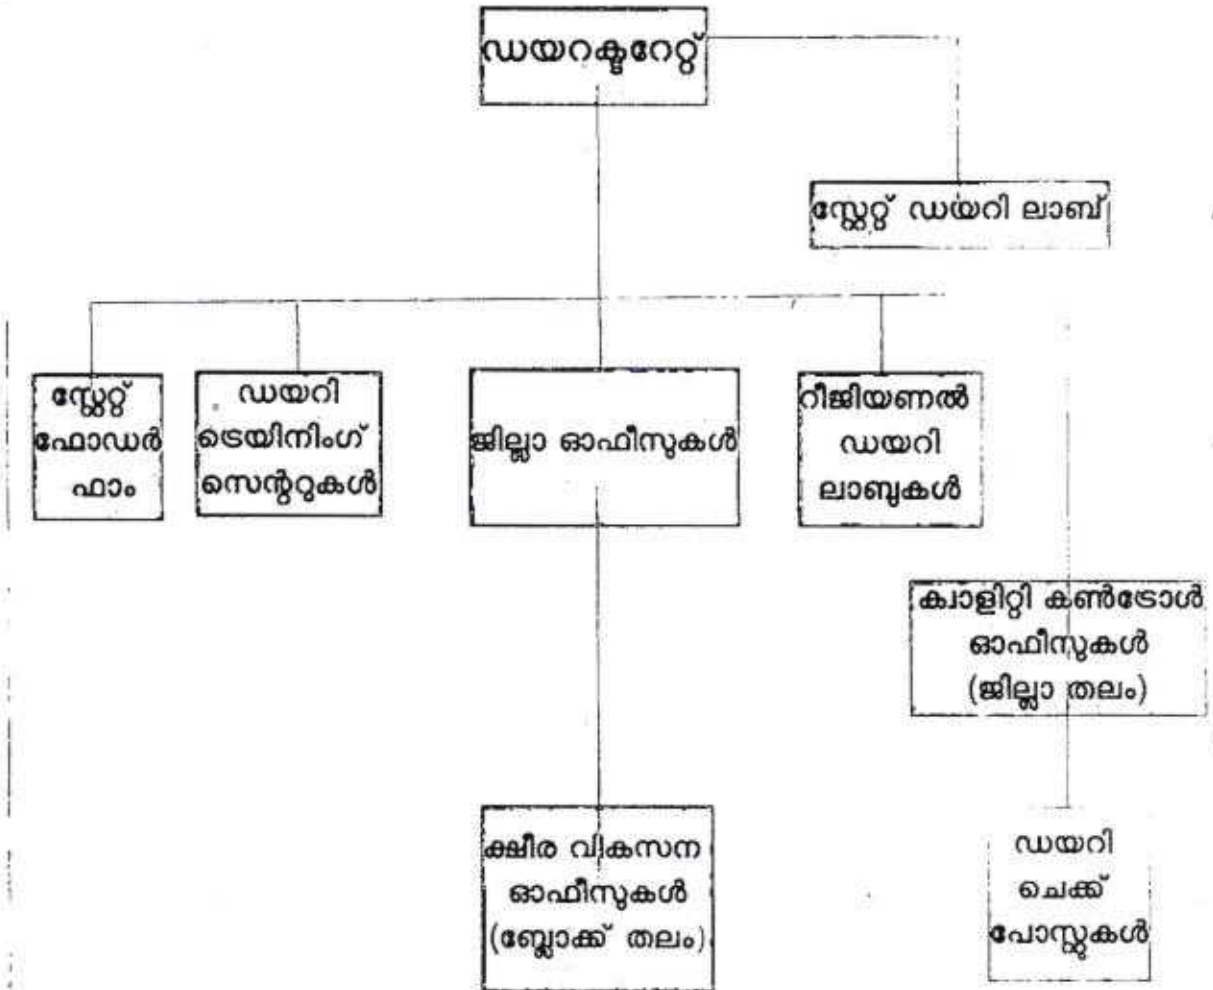 ഡയറക്ടറേറ്റ്
സ്റ്റേറ്റ് ഡയറി ലാബ്
സ്റ്റേറ്റ്
ഫോഡർ
ഫാം
ഡയറി
ട്രെയിനിംഗ്
സെന്ററുകൾ
ജില്ലാ ഓഫീസുകൾ
റീജിയണൽ
ഡയറി
ലാബുകൾ
ക്വാളിറ്റി കൺട്രോൾ
ഓഫീസുകൾ
(ജില്ലാ തലം)
ക്ഷീര വികസന
ഓഫീസുകൾ
(ബ്ലോക്ക് തലം)
ഡയറി
ചെക്ക്
പോസ്റ്റുകൾ